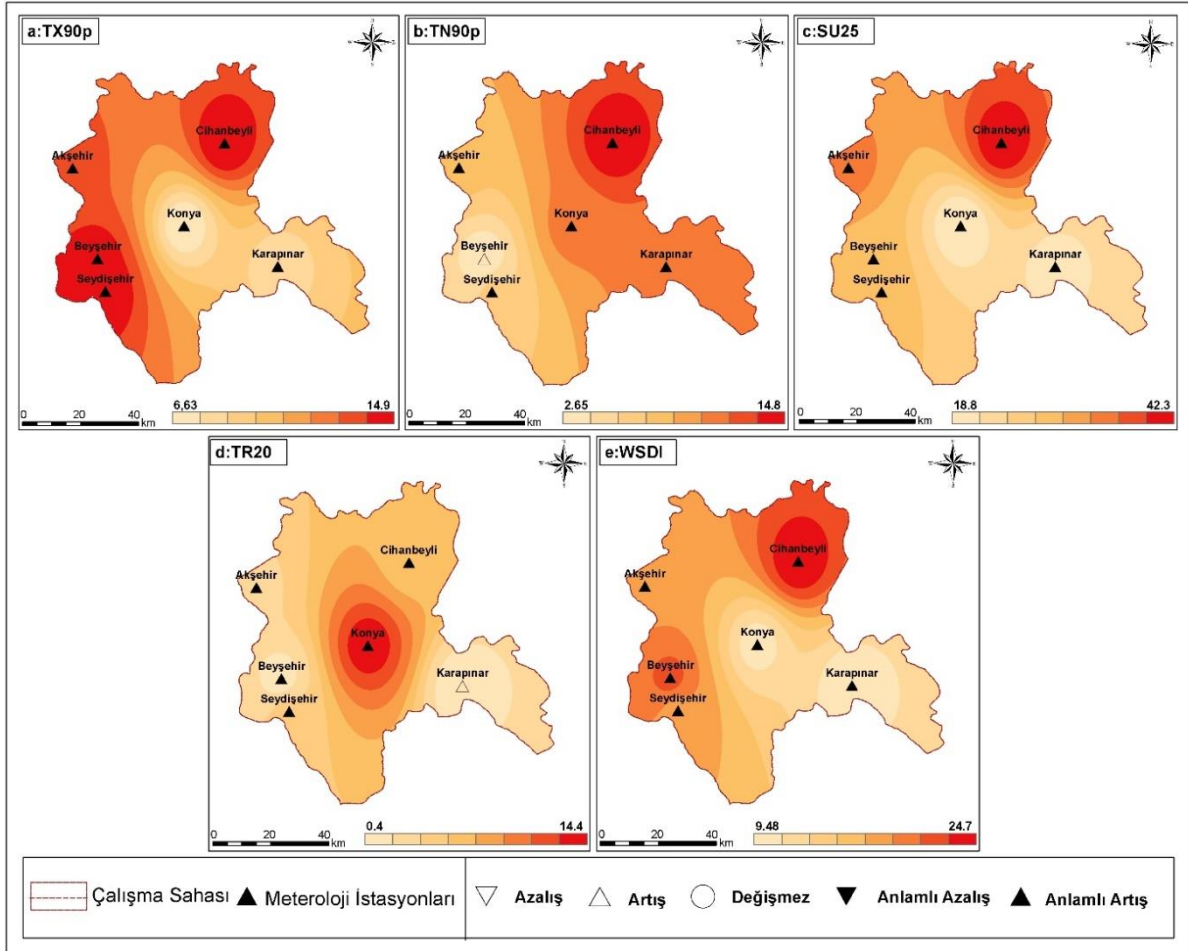 a:TX90p
Cihanbeyli
Akşehir
Konya
Beyşehir
Karapınar
Seydişehir
0 20 40
km
6,63 14.9
b:TN90p
Cihanbeyli
Akşehir
Konya
Beyşehir
Karapınar
Seydişehir
0 20 40
km
2.65 14.8
c:SU25
Cihanbeyli
Akşehir
Konya
Beyşehir
Karapınar
Seydişehir
0 20 40
km
18.8 42.3
d:TR20
Cihanbeyli
Akşehir
Konya
Beyşehir
Karapınar
Seydişehir
0 20 40
km
0.4 14.4
e:WSDI
Cihanbeyli
Akşehir
Konya
Beyşehir
Karapınar
Seydişehir
0 20 40
km
9.48 24.7
Çalışma Sahası Meteroloji İstasyonları Azalış Artış Değişmez Anlamlı Azalış Anlamlı Artış